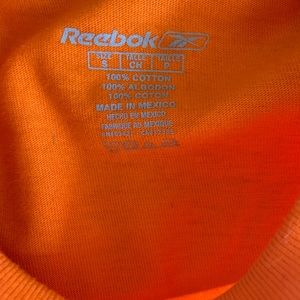 Reebok
SIZE TALLE TAILLE
S CH P
100% COTTON
100% ALGODON
100% COTON
MADE IN MEXICO
HECHO EN MEXICO
FABRIQUE AU MEXIQUE